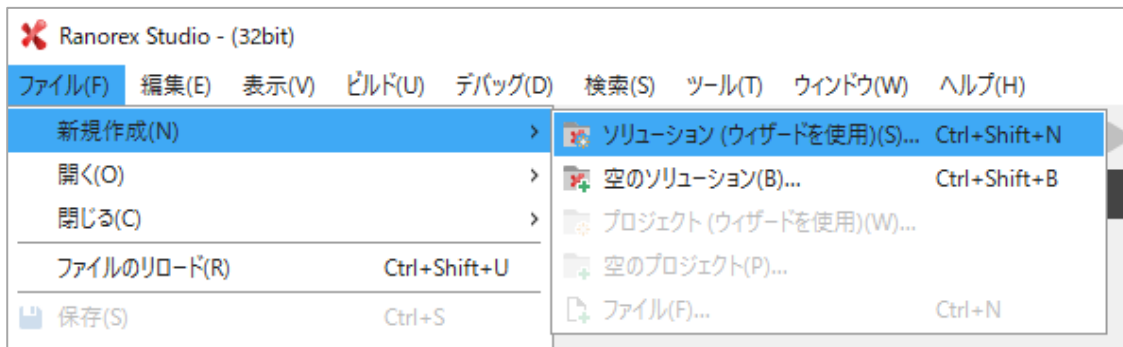 Ranorex Studio - (32bit)
ファイル(F) 編集(E) 表示(V) ビルド(U) デバッグ(D) 検索(S) ツール(T) ウィンドウ(W) ヘルプ(H)
新規作成(N)
開く(O)
閉じる(C)
ファイルのリロード(R) Ctrl+Shift+U
保存(S) Ctrl+S
ソリューション (ウィザードを使用)(S)... Ctrl+Shift+N
空のソリューション(B)... Ctrl+Shift+B
プロジェクト (ウィザードを使用)(W)...
空のプロジェクト(P)...
ファイル(F)... Ctrl+N